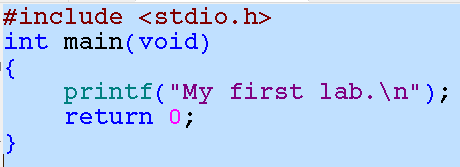 #include <stdio.h>
int main(void)
{
    printf("My first lab.\n");
    return 0;
}